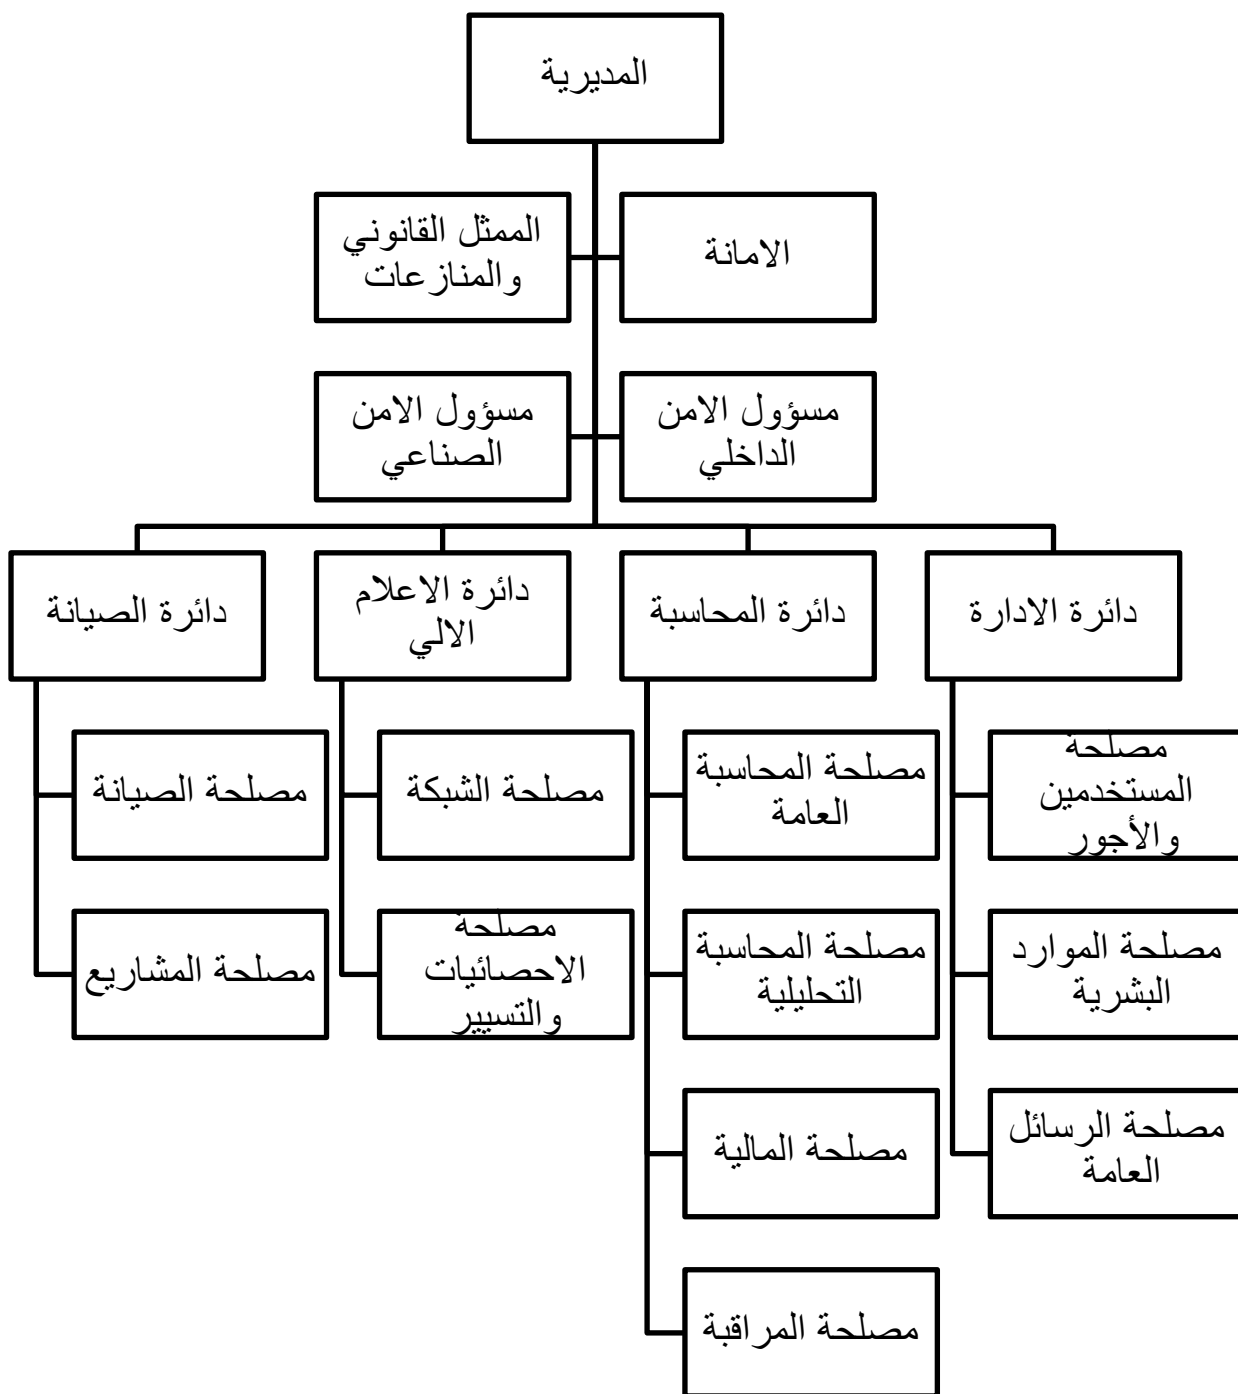 المديرية
الامانة
الممثل القانوني
والمنازعات
مسؤول الامن
الداخلي
مسؤول الامن
الصناعي
دائرة الادارة
دائرة المحاسبة
دائرة الاعلام
الالي
دائرة الصيانة
مصلحة
المستخدمين
والأجور
مصلحة المحاسبة
العامة
مصلحة الشبكة
مصلحة الصيانة
مصلحة الموارد
البشرية
مصلحة المحاسبة
التحليلية
مصلحة
الاحصائيات
والتسيير
مصلحة المشاريع
مصلحة الرسائل
العامة
مصلحة المالية
مصلحة المراقبة